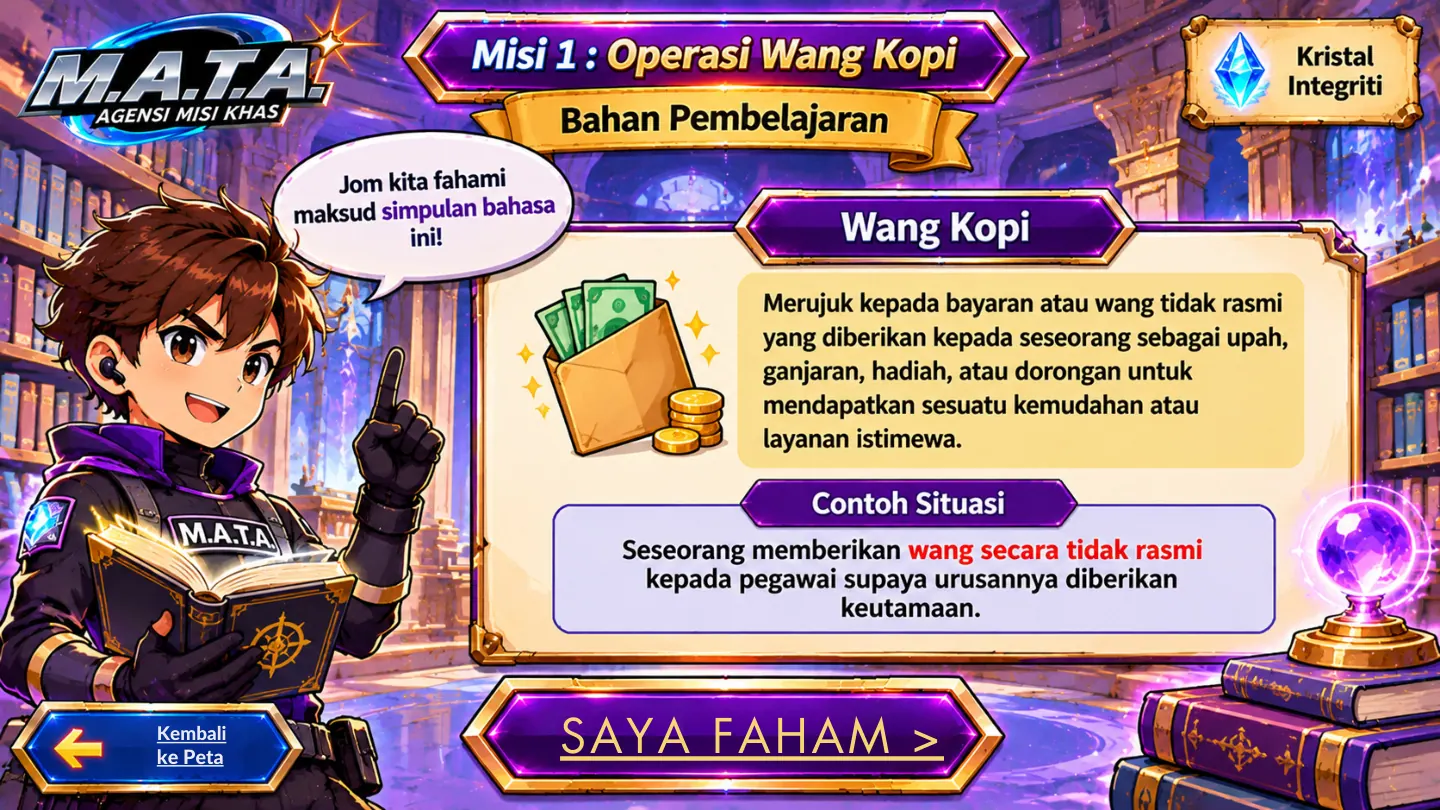 M.A.T.A.
AGENSI MISI KHAS
Misi 1 : Operasi Wang Kopi
Bahan Pembelajaran
Kristal
Integriti
Jom kita fahami
maksud simpulan bahasa
ini!
Wang Kopi
Merujuk kepada bayaran atau wang tidak rasmi
yang diberikan kepada seseorang sebagai upah,
ganjaran, hadiah, atau dorongan untuk
mendapatkan sesuatu kemudahan atau
layanan istimewa.
Contoh Situasi
Seseorang memberikan wang secara tidak rasmi
kepada pegawai supaya urusannya diberikan
keutamaan.
M.A.T.A.
Kembali
ke Peta
SAYA FAHAM >